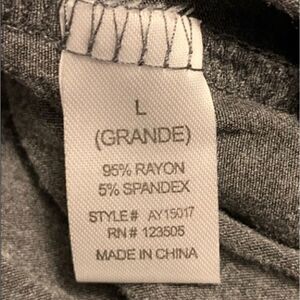 L
(GRANDE)
95% RAYON
5% SPANDEX
STYLE# AY15017
RN# 123505
MADE IN CHINA